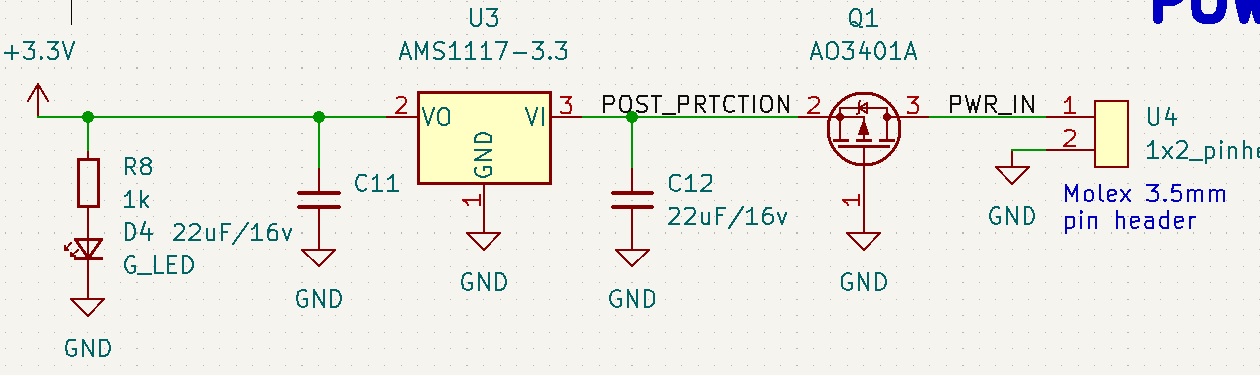 POW
+3.3V
U3
AMS1117-3.3
Q1
AO3401A
2
VO
VI
3
GND
1
POST_PRTCTION
2
3
1
PWR_IN
1
2
U4
1x2_pinhe
Molex 3.5mm
pin header
GND
R8
1k
D4
G_LED
GND
C11
22uF/16v
GND
GND
C12
22uF/16v
GND
GND